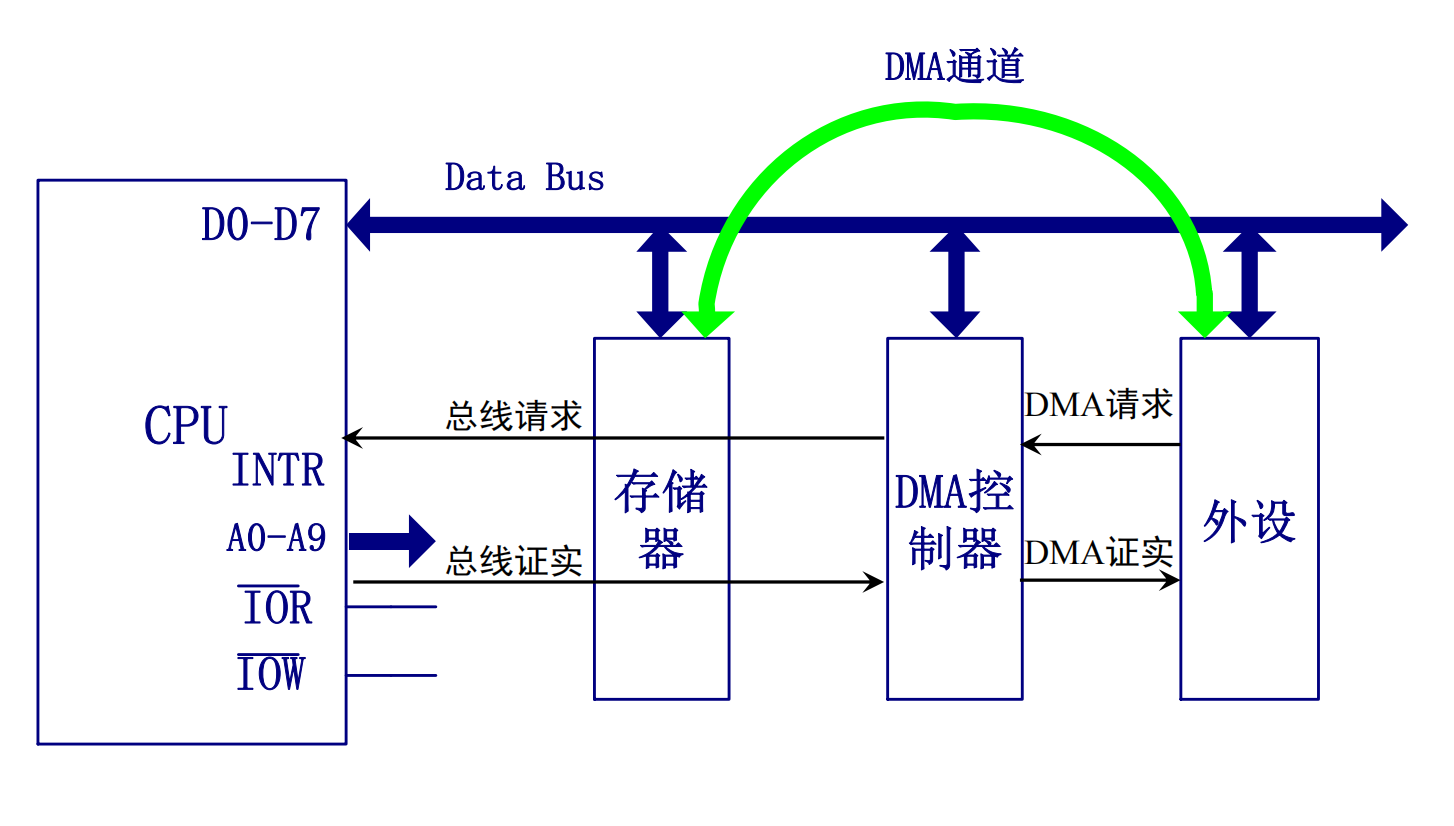 DMA通道
Data Bus
D0-D7
CPU
INTR
A0-A9
IOR
IOW
总线请求
总线证实
存储
器
DMA控
制器
DMA请求
DMA证实
外设